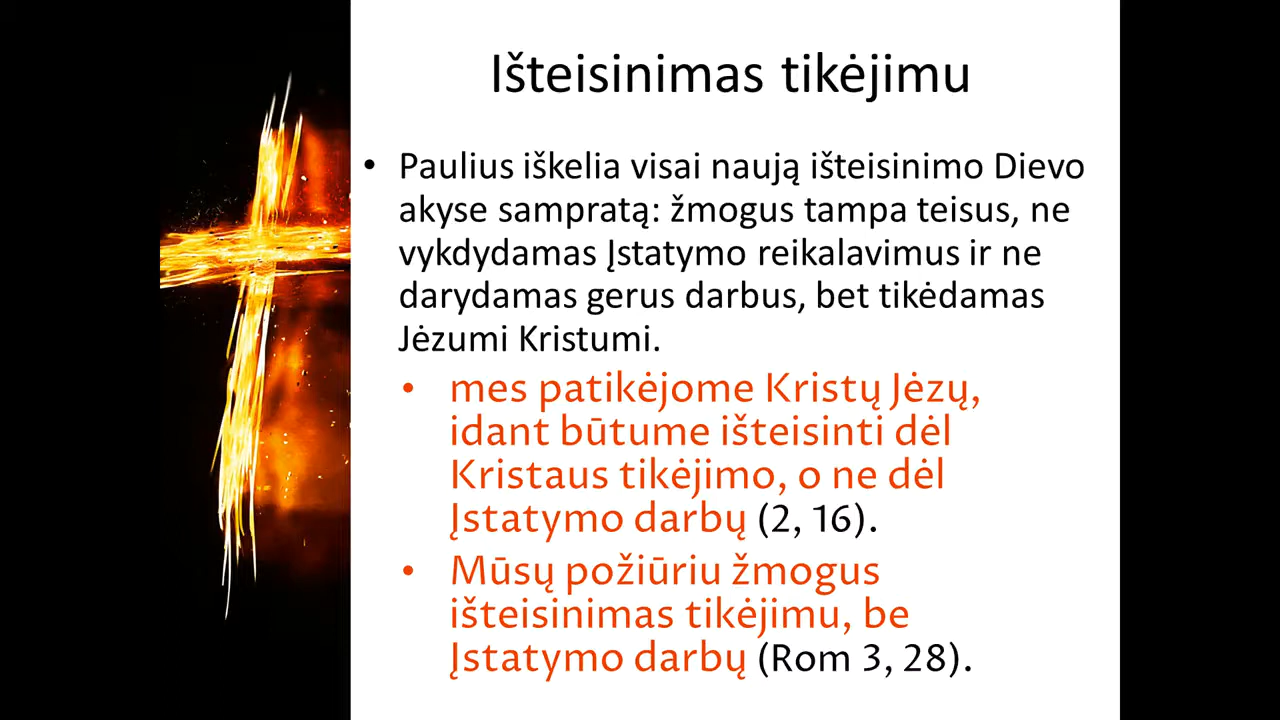 Išteisinimas tikėjimu
• Paulius iškelia visai naują išteisinimo Dievo
akyse sampratą: žmogus tampa teisus, ne
vykdydamas Įstatymo reikalavimus ir ne
darydamas gerus darbus, bet tikėdamas
Jėzumi Kristumi.
• mes patikėjome Kristų Jėzų,
idant būtume išteisinti dėl
Kristaus tikėjimo, o ne dėl
Įstatymo darbų (2, 16).
• Mūsų požiūriu žmogus
išteisinimas tikėjimu, be
Įstatymo darbų (Rom 3, 28).